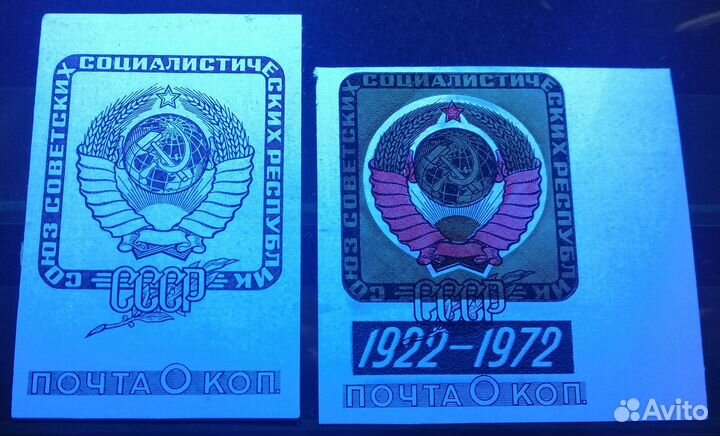 СОЮЗ СОВЕТСКИХ СОЦИАЛИСТИЧЕСКИХ РЕСПУБЛИК
СССР
ПОЧТА 0 КОП.
СОЮЗ СОВЕТСКИХ СОЦИАЛИСТИЧЕСКИХ РЕСПУБЛИК
СССР
1922–1972
ПОЧТА 0 КОП.
Avito